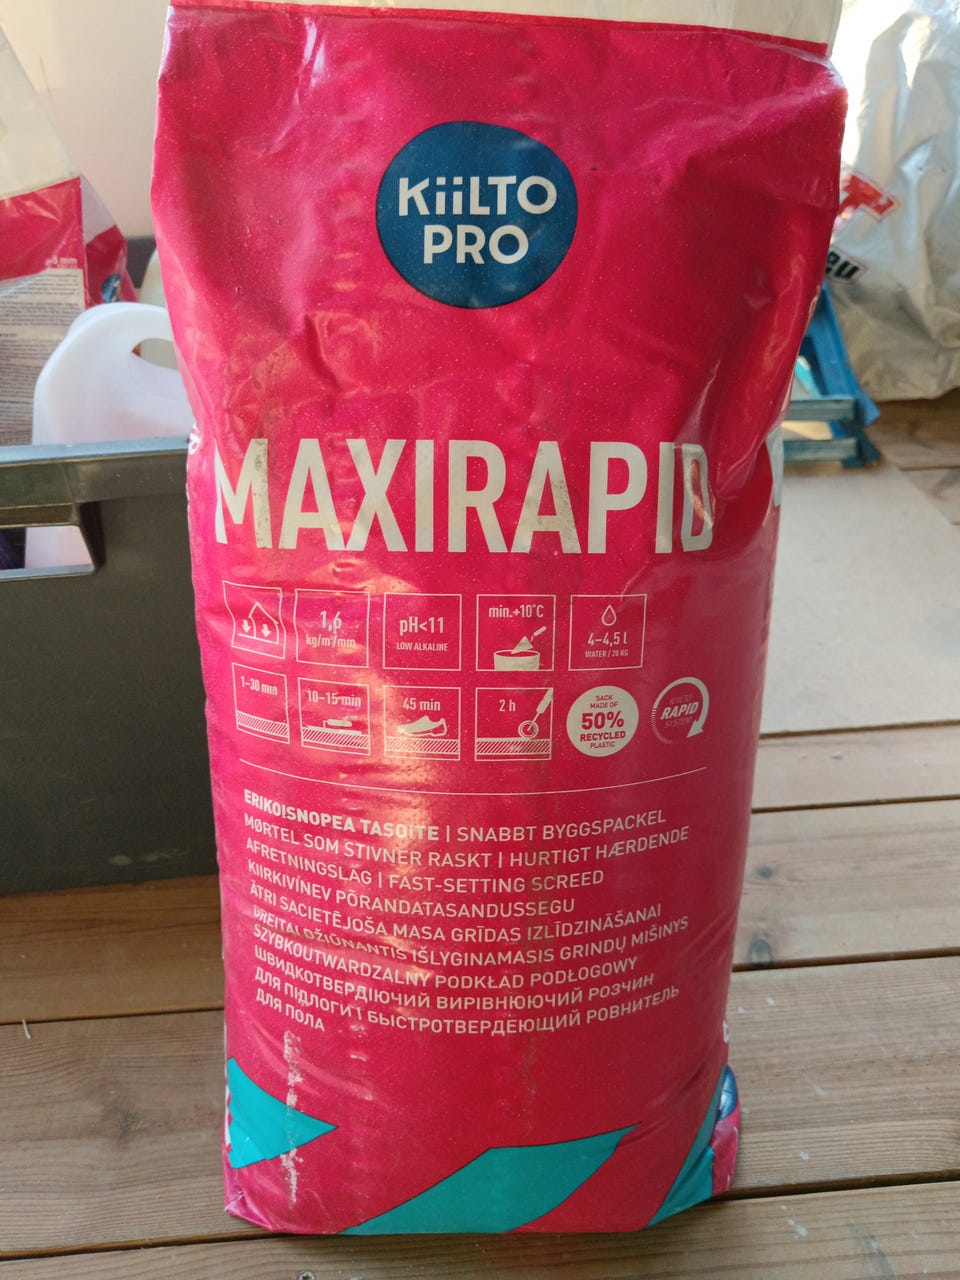 KiiLTO
PRO
MAXIRAPID
1,6
kg/m²/mm
pH<11
LOW ALKALINE
min.+10°C
4–4,5 l
WATER / 20 KG
1–30 min
10–15 min
45 min
2 h
SACK
MADE OF
50%
RECYCLED
PLASTIC
KIILTO
RAPID
SYSTEM
ERIKOISNOPEA TASOITE | SNABBT BYGGSPACKEL
MØRTEL SOM STIVNER RASKT | HURTIGT HÆRDENDE
AFRETNINGSLAG | FAST-SETTING SCREED
KIIRKIVINEV PÕRANDATASANDUSSEGU
ĀTRI SACIETĒJOŠA MASA GRĪDAS IZLĪDZINĀŠANAI
GREITAI DŽIŪNANTIS IŠLYGINAMASIS GRINDŲ MIŠINYS
SZYBKOUTWARDZALNY PODKŁAD PODŁOGOWY
ШВИДКОТВЕРДІЮЧИЙ ВИРІВНЮЮЧИЙ РОЗЧИН
ДЛЯ ПІДЛОГИ | БЫСТРОТВЕРДЕЮЩИЙ РОВНИТЕЛЬ
ДЛЯ ПОЛА